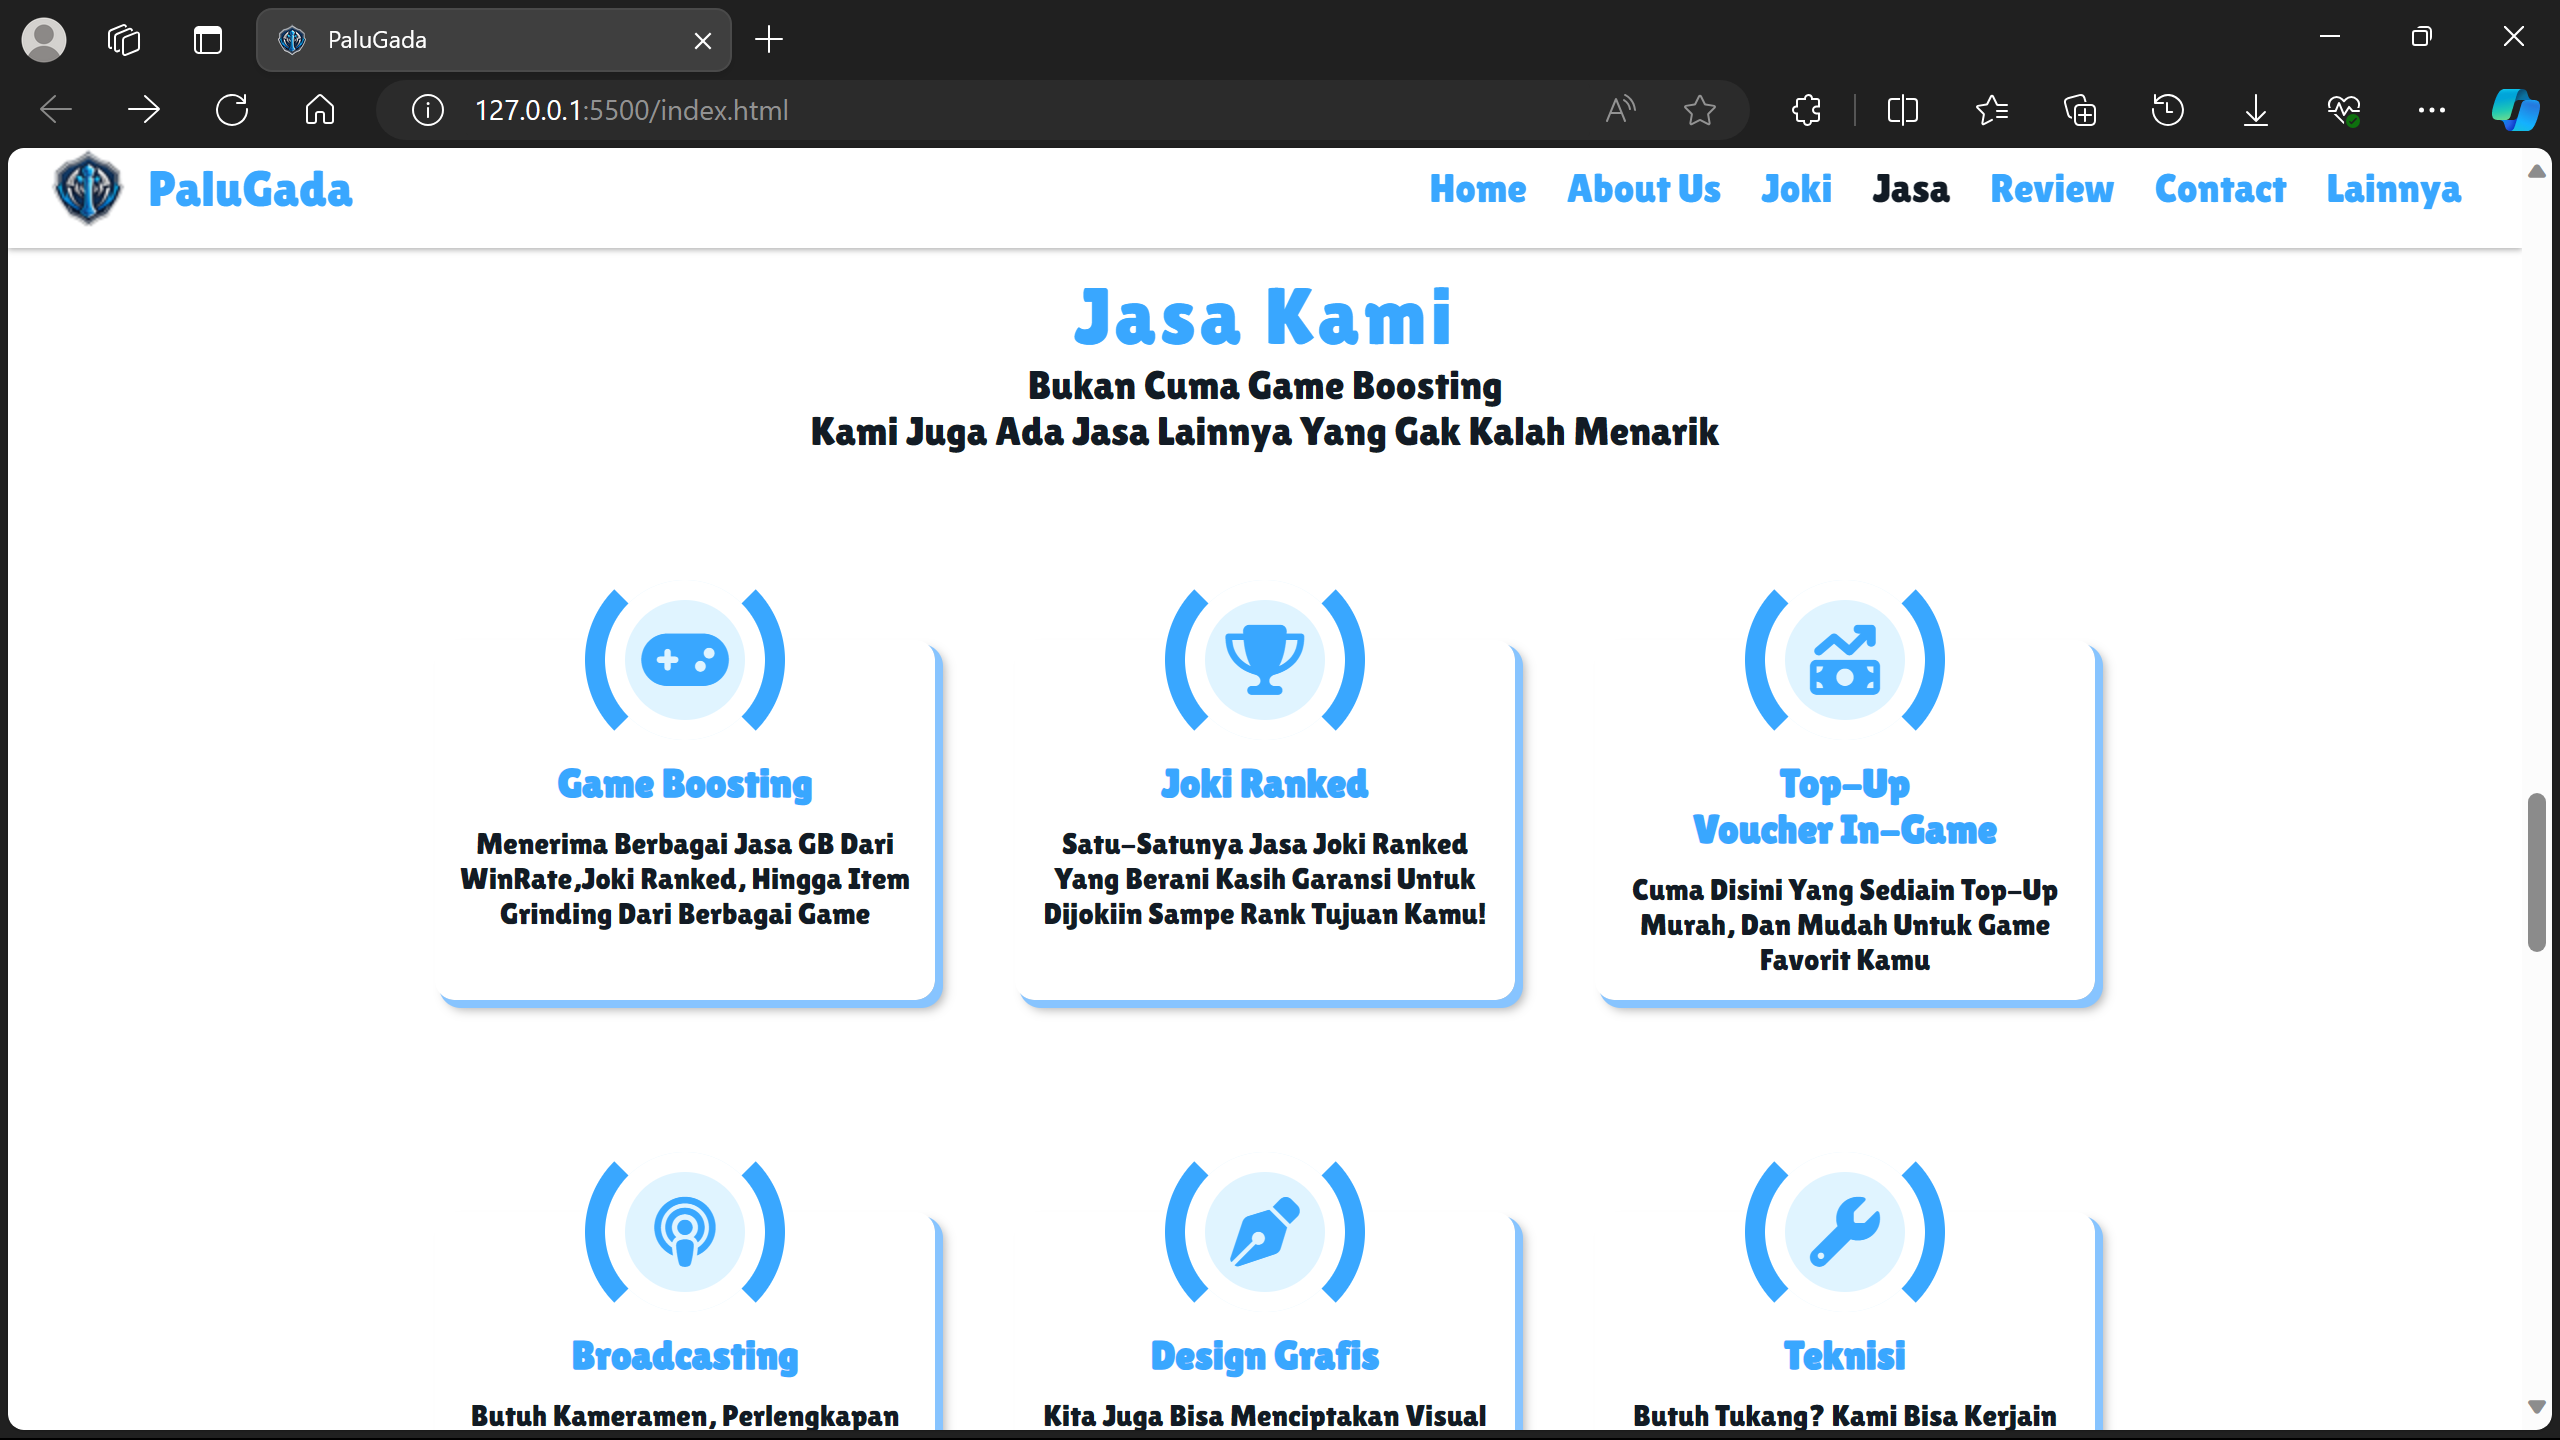 PaluGada
127.0.0.1:5500/index.html
PaluGada
Home About Us Joki Jasa Review Contact Lainnya
Jasa Kami
Bukan Cuma Game Boosting
Kami Juga Ada Jasa Lainnya Yang Gak Kalah Menarik
Game Boosting
Menerima Berbagai Jasa GB Dari
WinRate,Joki Ranked, Hingga Item
Grinding Dari Berbagai Game
Joki Ranked
Satu-Satunya Jasa Joki Ranked
Yang Berani Kasih Garansi Untuk
Dijokiin Sampe Rank Tujuan Kamu!
Top-Up
Voucher In-Game
Cuma Disini Yang Sediain Top-Up
Murah, Dan Mudah Untuk Game
Favorit Kamu
Broadcasting
Butuh Kameramen, Perlengkapan
Design Grafis
Kita Juga Bisa Menciptakan Visual
Teknisi
Butuh Tukang? Kami Bisa Kerjain